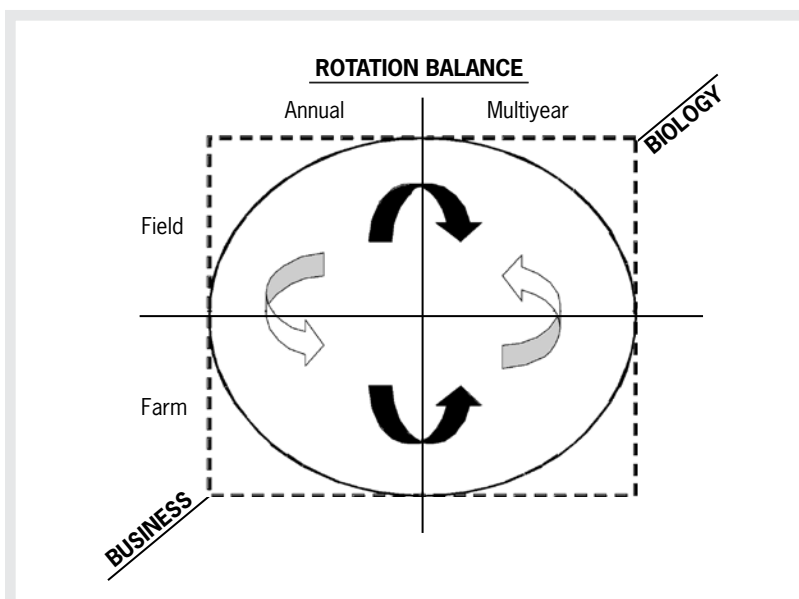 ROTATION BALANCE
Annual Multiyear
BIOLOGY
Field
Farm
BUSINESS